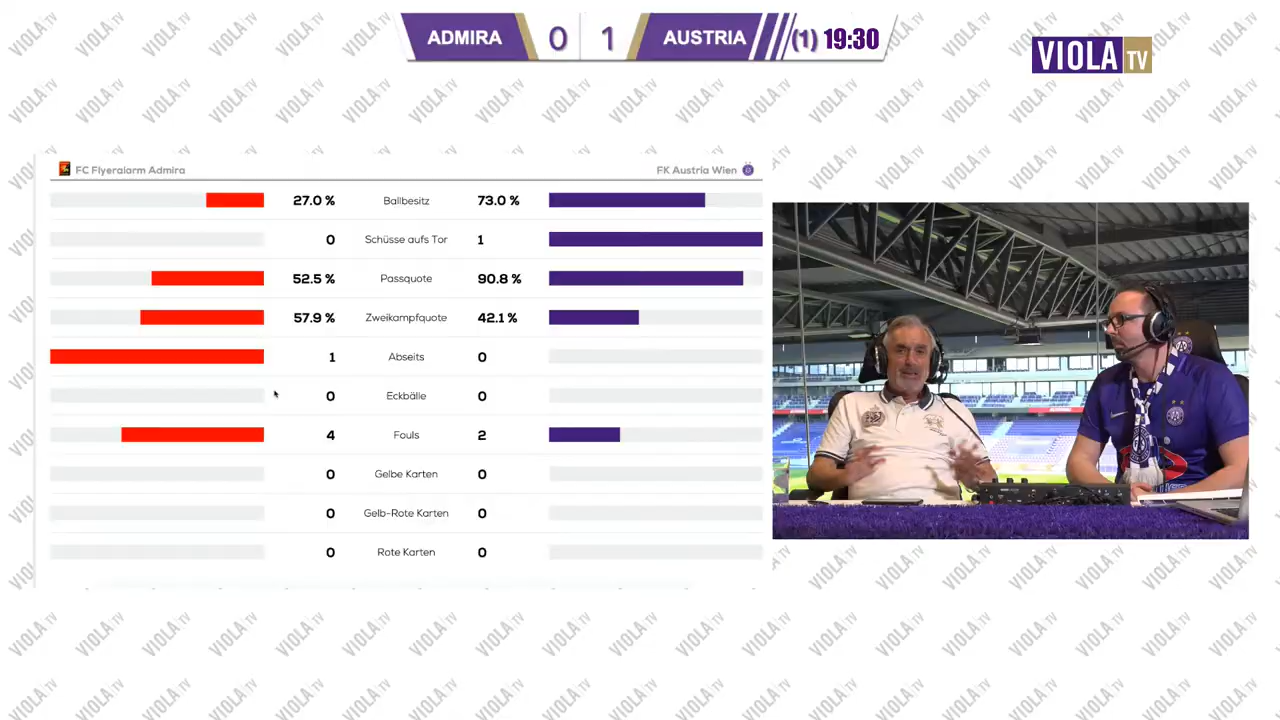 ADMIRA 0 1 AUSTRIA (1) 19:30
VIOLA TV
FC Flyeralarm Admira FK Austria Wien
27.0 % Ballbesitz 73.0 %
0 Schüsse aufs Tor 1
52.5 % Passquote 90.8 %
57.9 % Zweikampfquote 42.1 %
1 Abseits 0
0 Eckbälle 0
4 Fouls 2
0 Gelbe Karten 0
0 Gelb-Rote Karten 0
0 Rote Karten 0